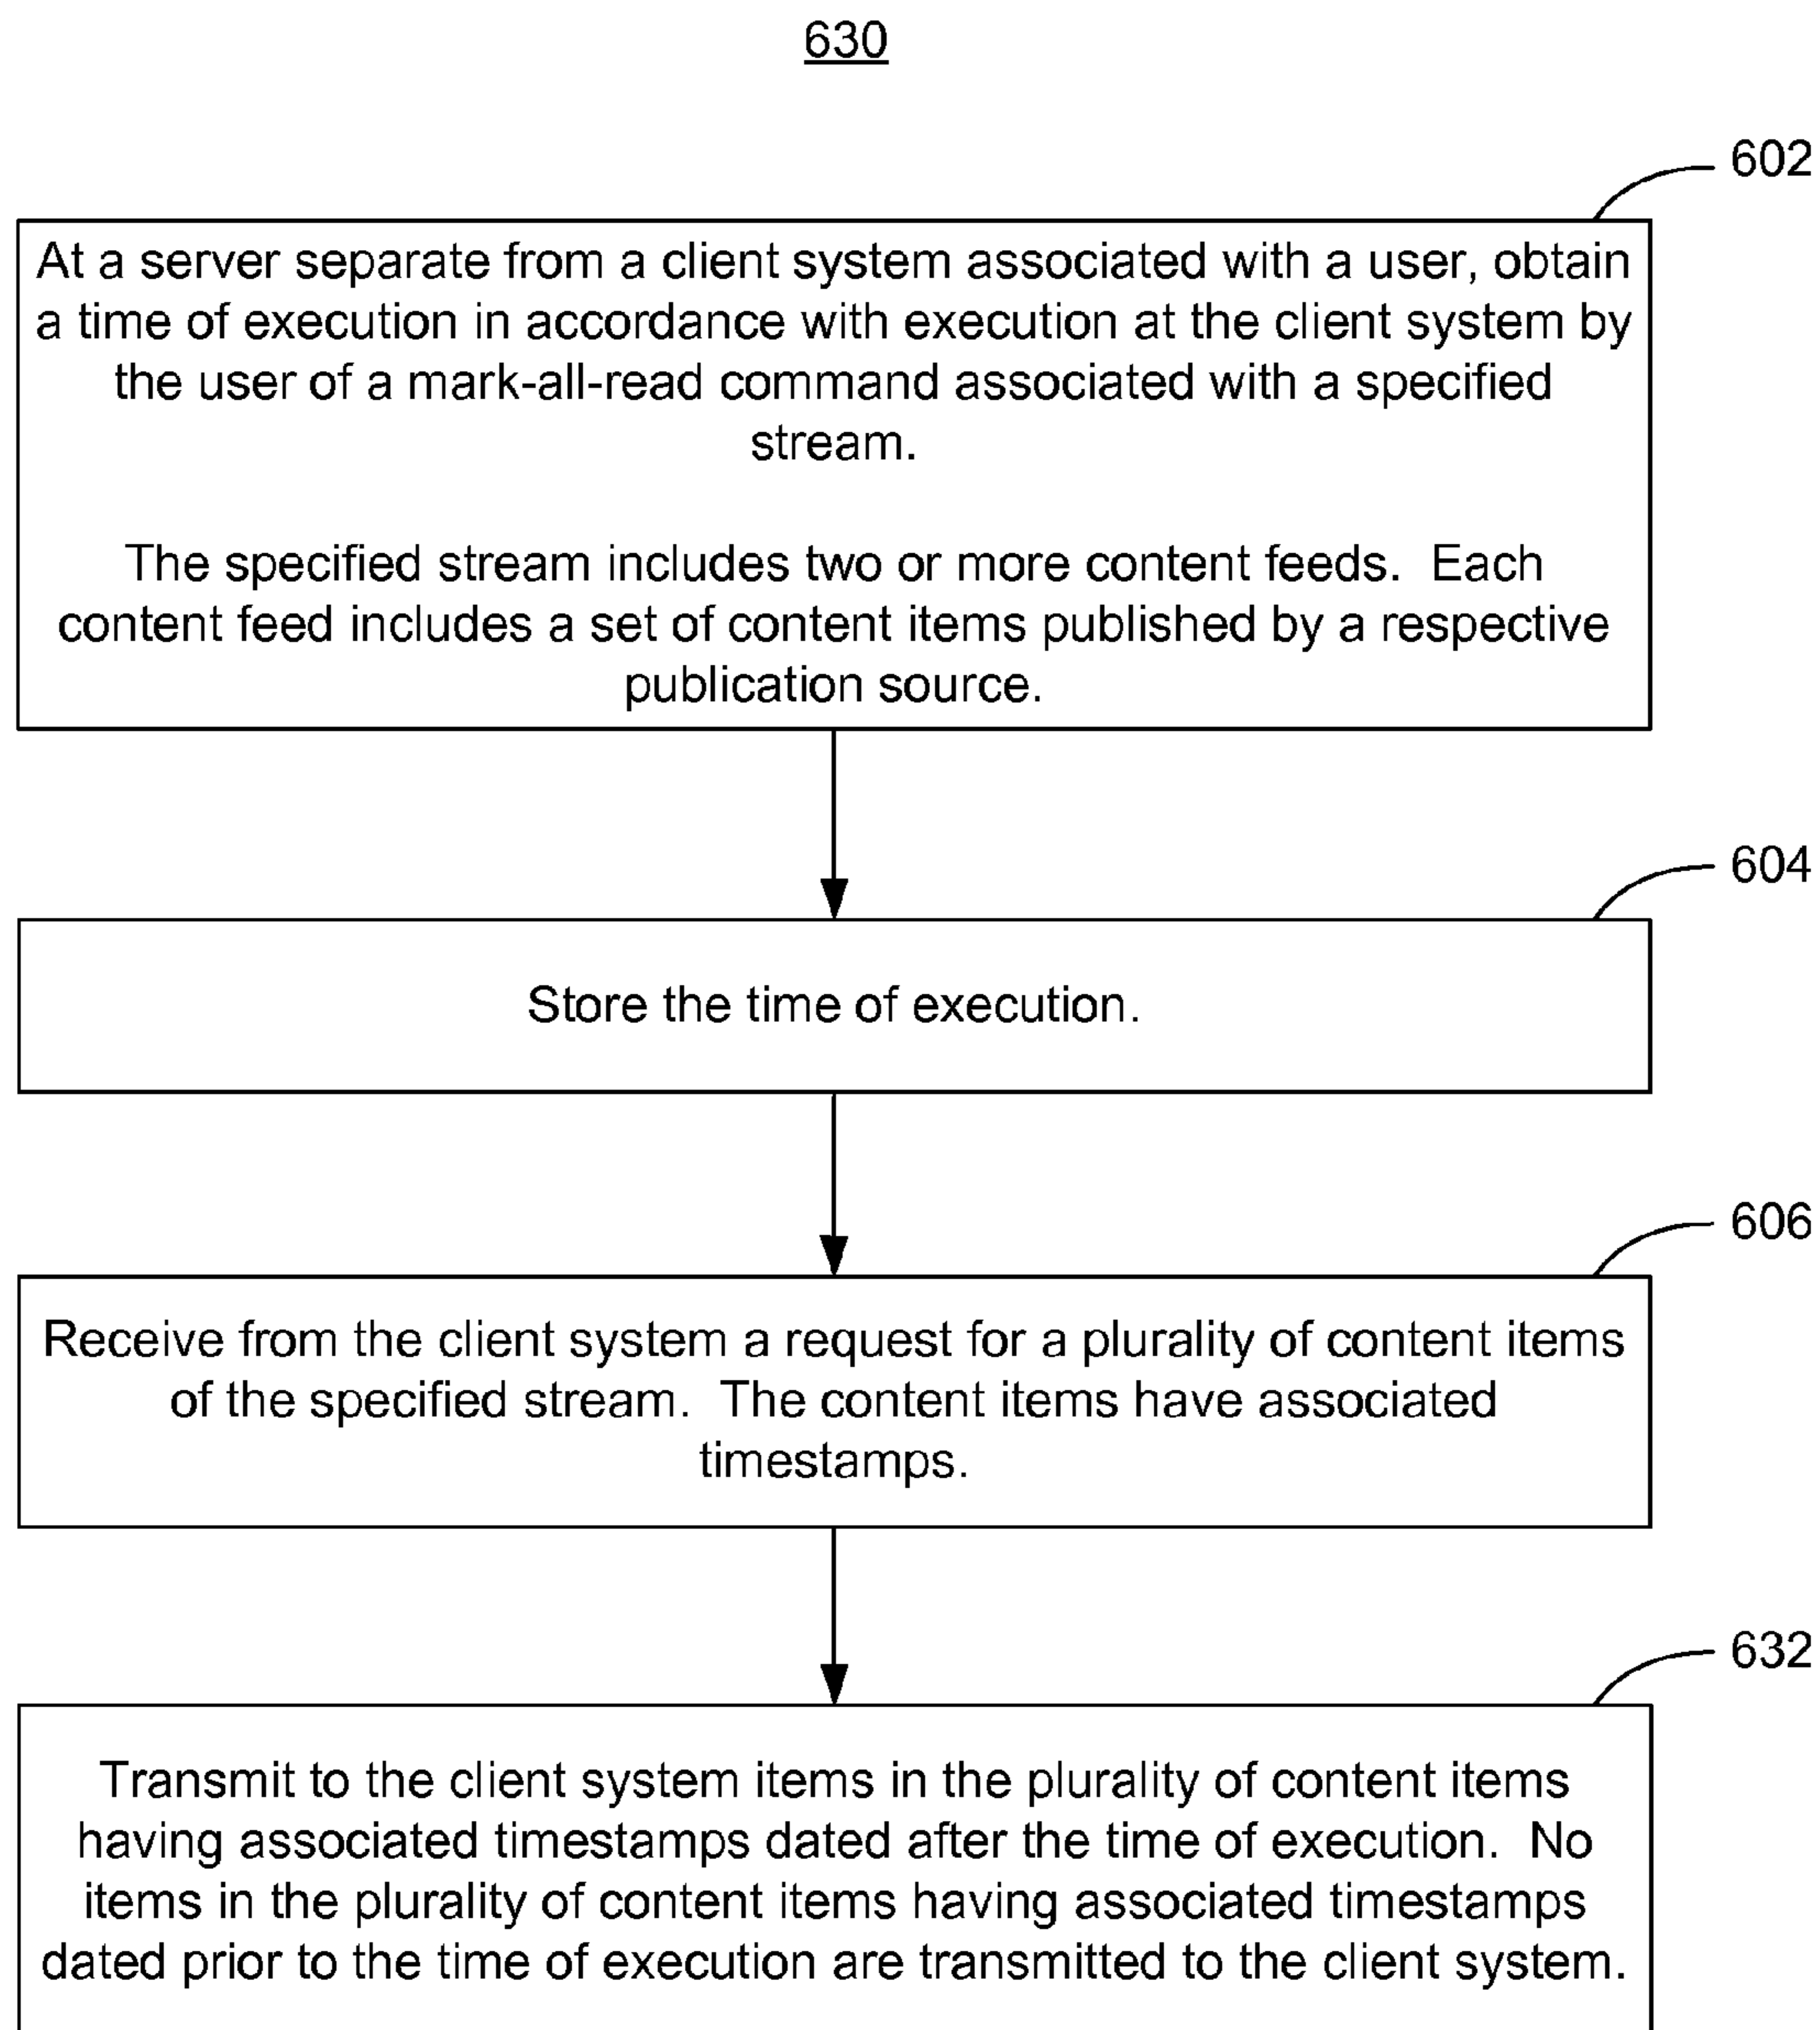 630
602
At a server separate from a client system associated with a user, obtain
a time of execution in accordance with execution at the client system by
the user of a mark-all-read command associated with a specified
stream.
The specified stream includes two or more content feeds.  Each
content feed includes a set of content items published by a respective
publication source.
604
Store the time of execution.
606
Receive from the client system a request for a plurality of content items
of the specified stream.  The content items have associated
timestamps.
632
Transmit to the client system items in the plurality of content items
having associated timestamps dated after the time of execution.  No
items in the plurality of content items having associated timestamps
dated prior to the time of execution are transmitted to the client system.